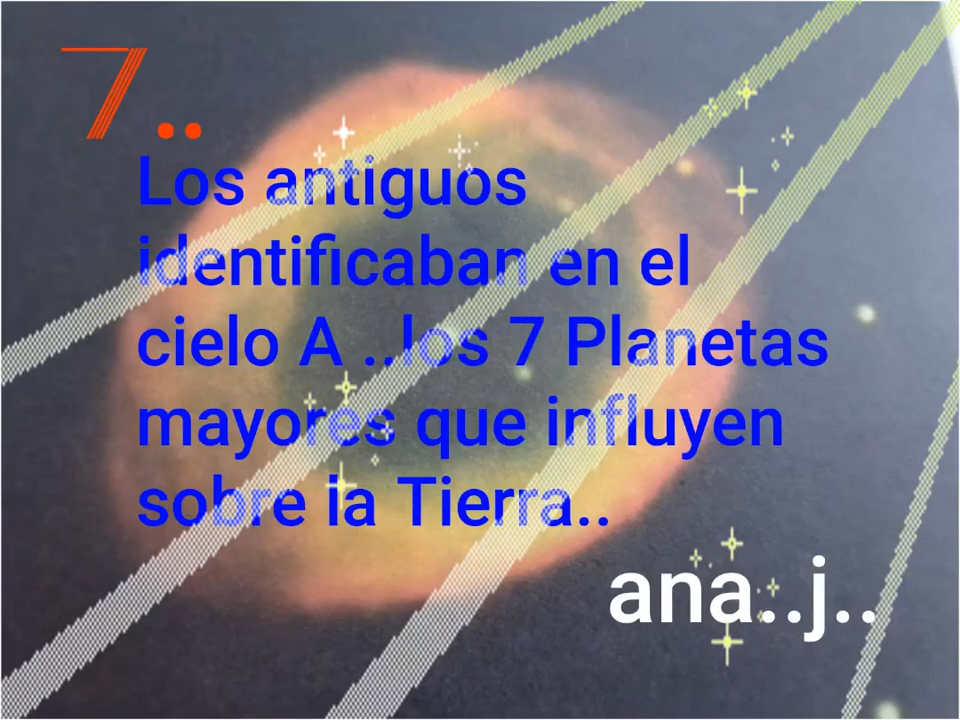 7..
Los antiguos
identificaban en el
cielo A ..los 7 Planetas
mayores que influyen
sobre la Tierra..
ana..j..